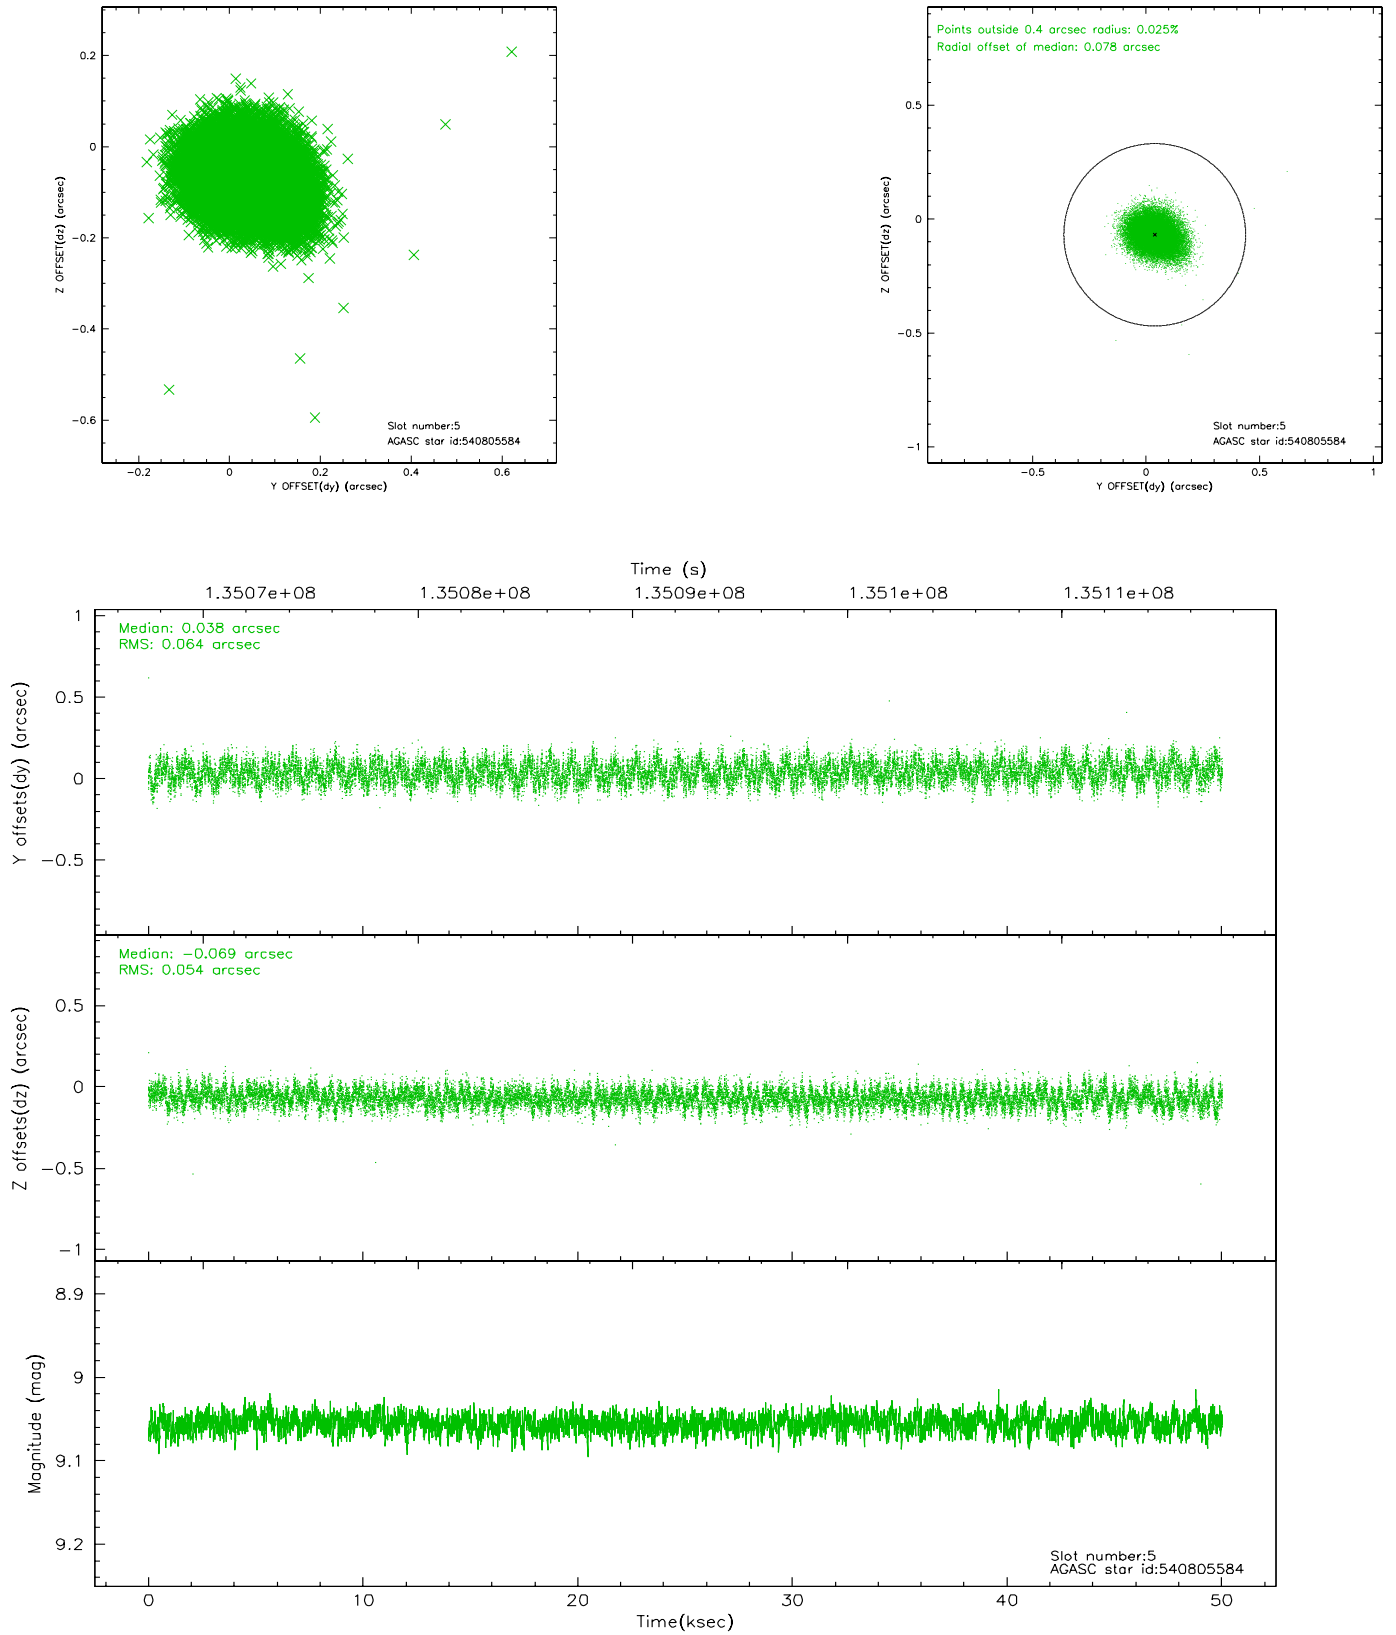 0.2
0
−0.2
−0.4
−0.6
Z OFFSET(dz) (arcsec)
Slot number:5
AGASC star id:540805584
−0.2 0 0.2 0.4 0.6
Y OFFSET(dy) (arcsec)
Points outside 0.4 arcsec radius: 0.025%
Radial offset of median: 0.078 arcsec
0.5
0
−0.5
−1
Z OFFSET(dz) (arcsec)
Slot number:5
AGASC star id:540805584
−0.5 0 0.5 1
Y OFFSET(dy) (arcsec)
Time (s)
1.3507e+08 1.3508e+08 1.3509e+08 1.351e+08 1.3511e+08
Median: 0.038 arcsec
RMS: 0.064 arcsec
1
0.5
0
−0.5
Y offsets(dy) (arcsec)
Median: −0.069 arcsec
RMS: 0.054 arcsec
0.5
0
−0.5
−1
Z offsets(dz) (arcsec)
8.9
9
9.1
9.2
Magnitude (mag)
Slot number:5
AGASC star id:540805584
0 10 20 30 40 50
Time(ksec)